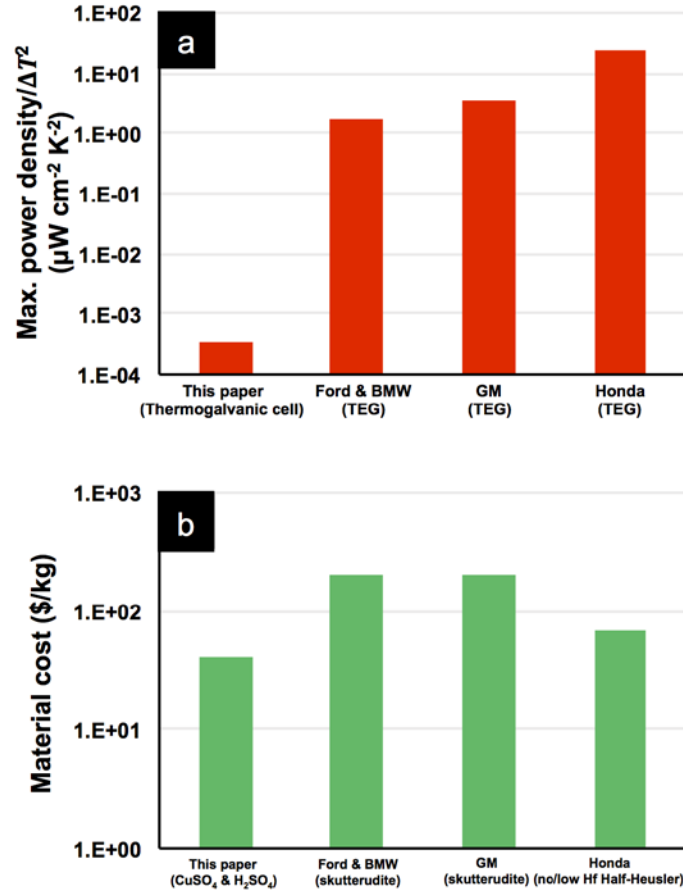 a
Max. power density/ΔT²
(µW cm⁻² K⁻²)
1.E+02
1.E+01
1.E+00
1.E-01
1.E-02
1.E-03
1.E-04
This paper
(Thermogalvanic cell)
Ford & BMW
(TEG)
GM
(TEG)
Honda
(TEG)
b
Material cost ($/kg)
1.E+03
1.E+02
1.E+01
1.E+00
This paper
(CuSO₄ & H₂SO₄)
Ford & BMW
(skutterudite)
GM
(skutterudite)
Honda
(no/low Hf Half-Heusler)